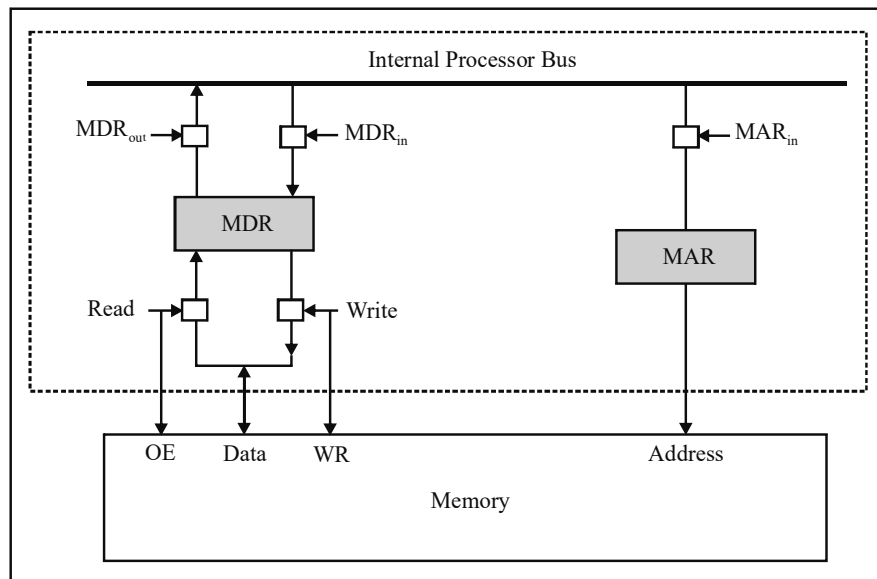 Internal Processor Bus
MDRout
MDRin
MARin
MDR
MAR
Read
Write
OE
Data
WR
Address
Memory